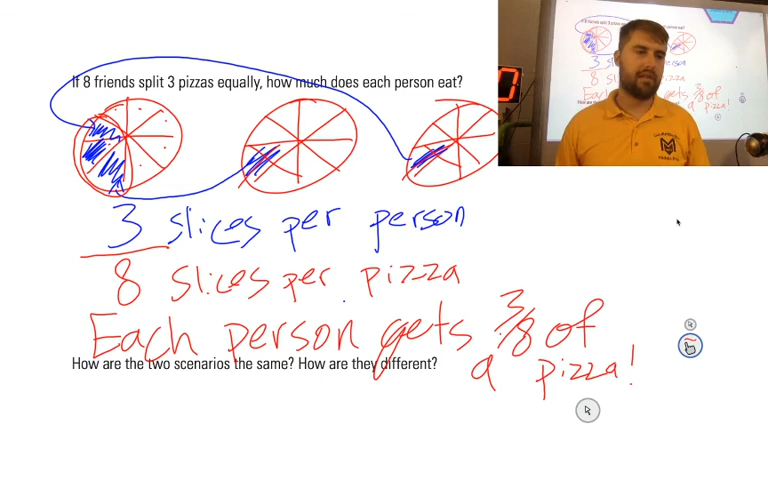 If 8 friends split 3 pizzas equally, how much does each person eat?
3 slices per person
8 slices per pizza
Each person gets 3/8 of
a pizza!
How are the two scenarios the same? How are they different?